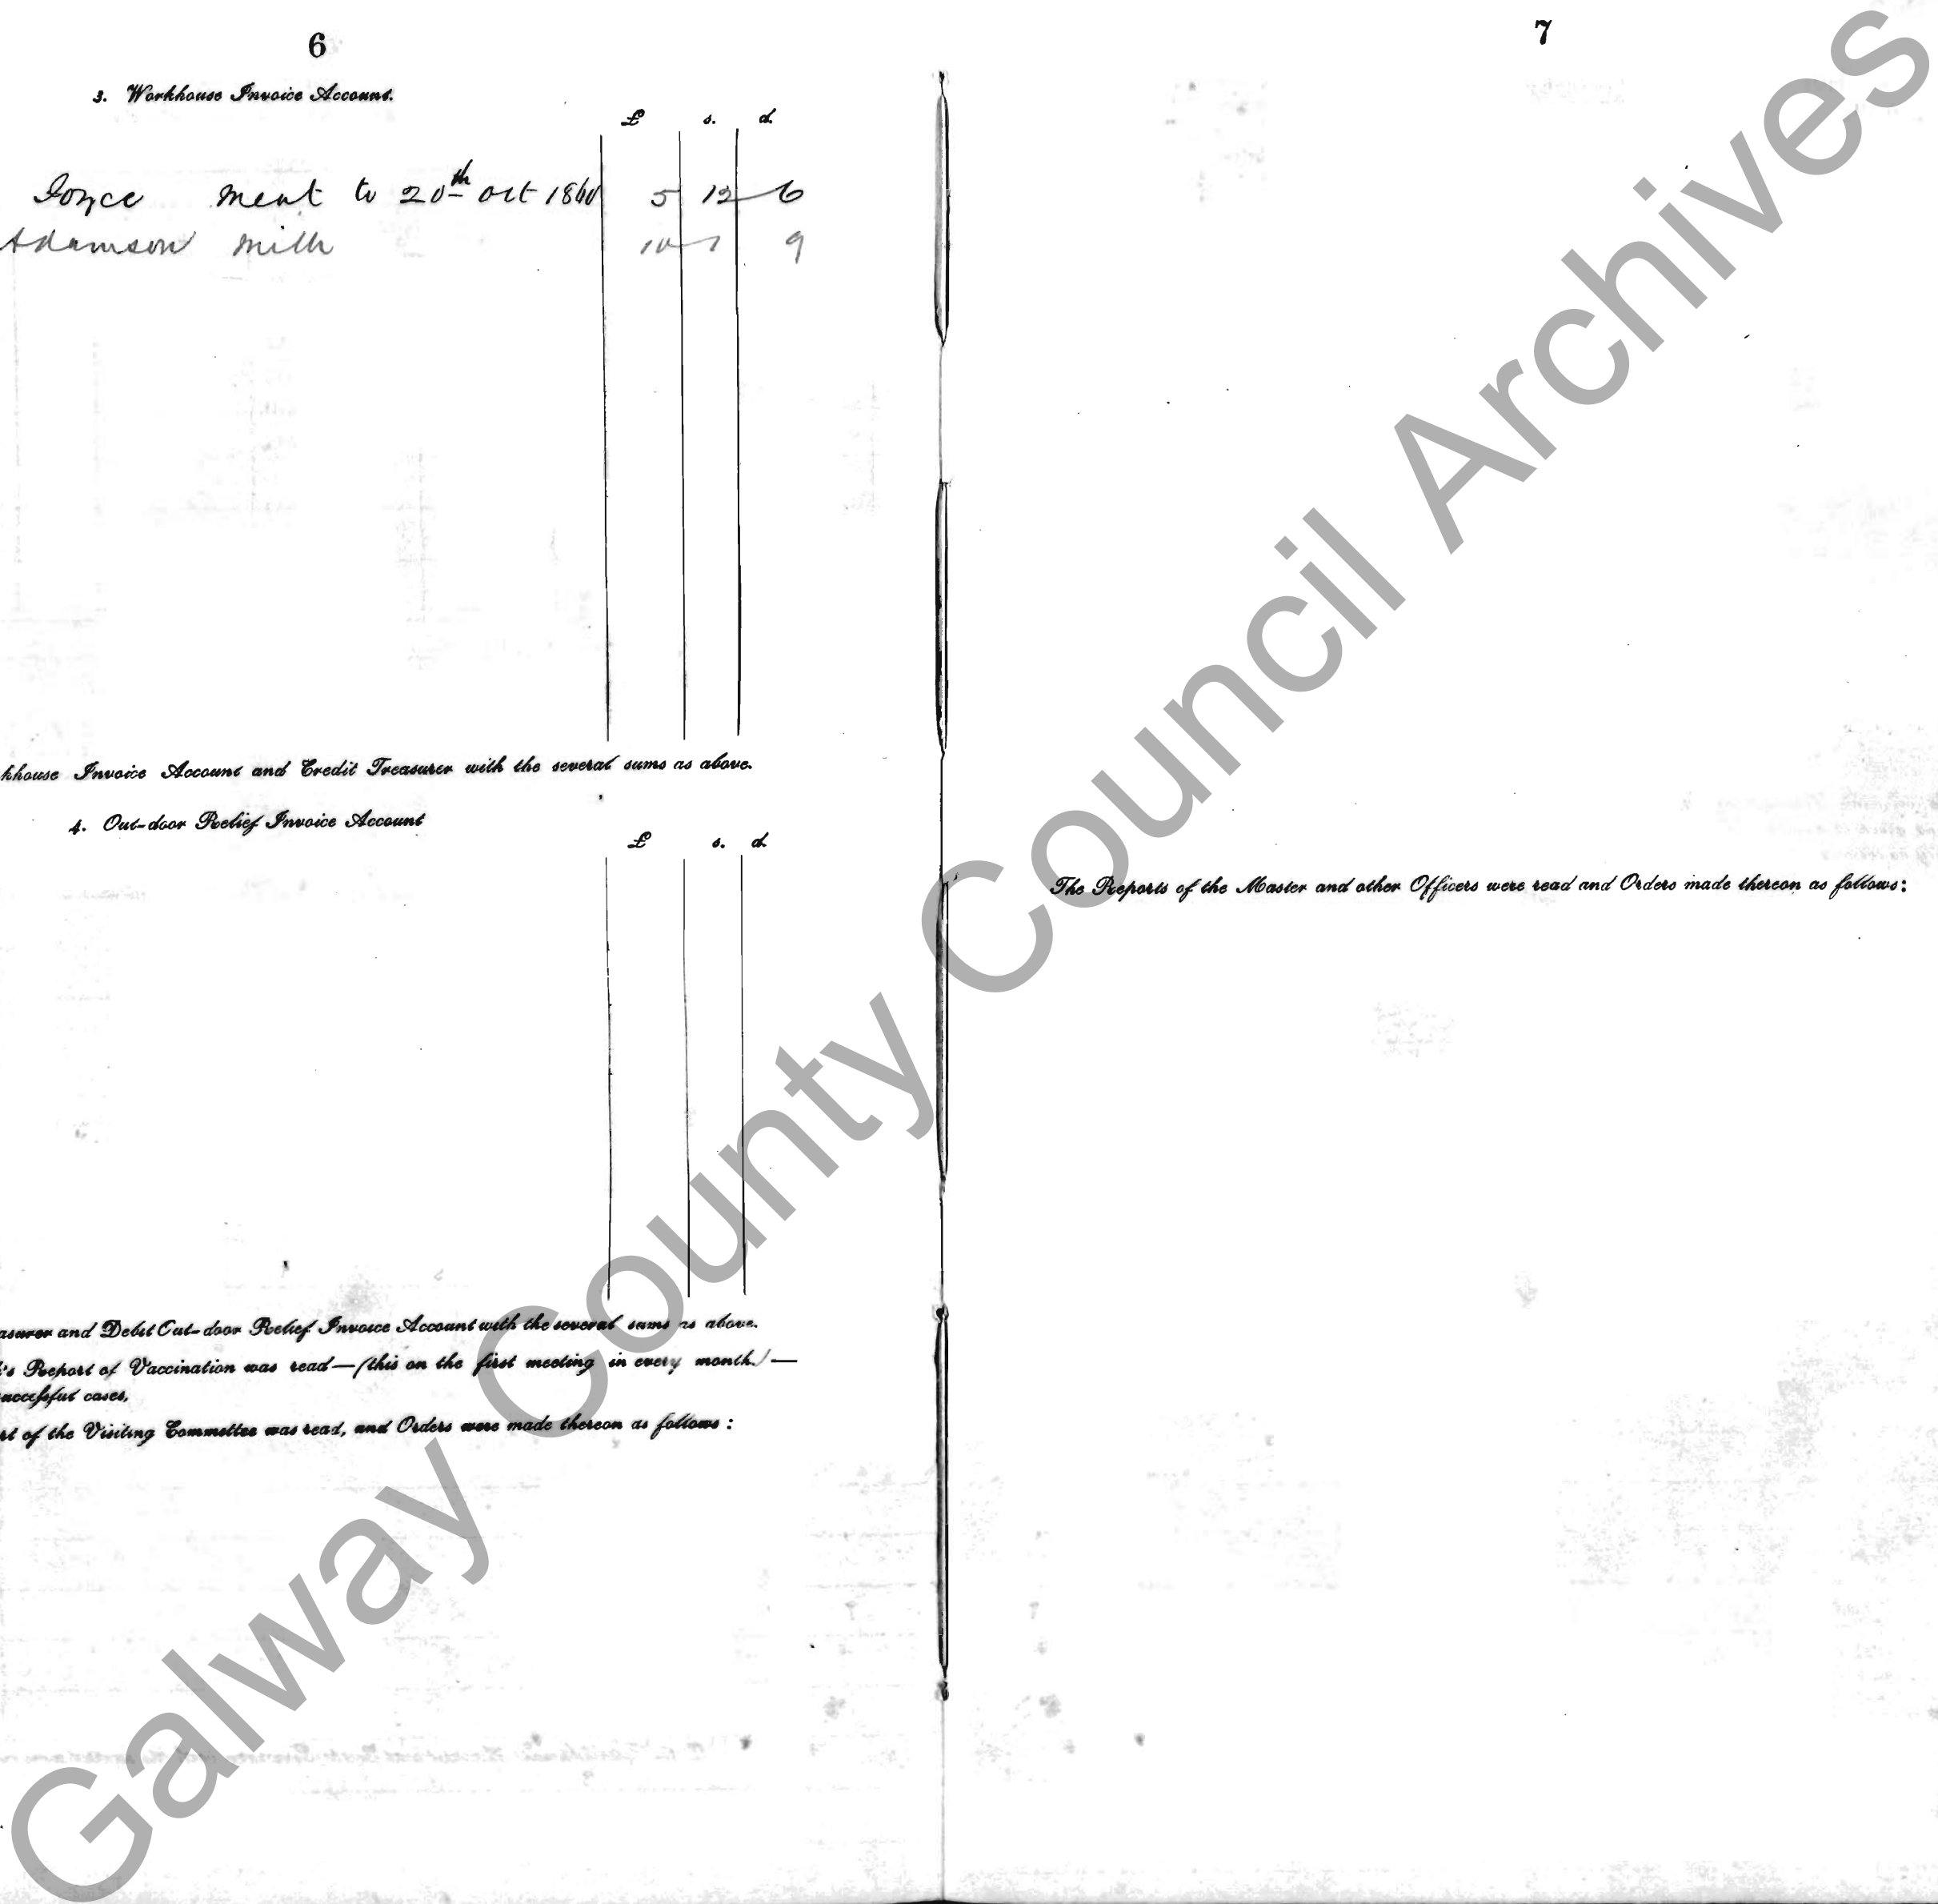 6
3. Workhouse Invoice Account.
£ s. d.
Joyce meat to 20th Oct 1860 5 12 6
Adamson Milk 10 1 9
khouse Invoice Account and Credit Treasurer with the several sums as above.
4. Out-door Relief Invoice Account
£ s. d.
asurer and Debit Out-door Relief Invoice Account with the several sums as above.
's Report of Vaccination was read—(this on the first meeting in every month.)—
successful cases,
rt of the Visiting Committee was read, and Orders were made thereon as follows:
7
The Reports of the Master and other Officers were read and Orders made thereon as follows:
Galway County Council Archives